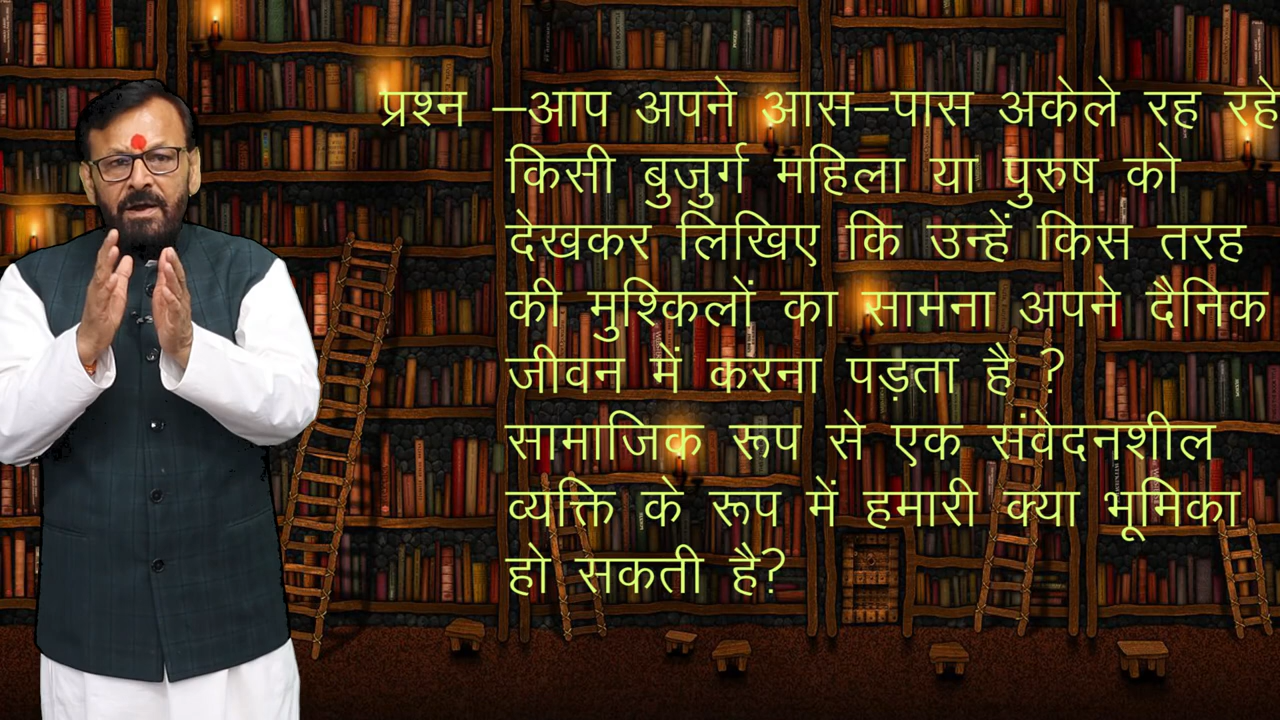 प्रश्न –आप अपने आस–पास अकेले रह रहे
किसी बुजुर्ग महिला या पुरुष को
देखकर लिखिए कि उन्हें किस तरह
की मुश्किलों का सामना अपने दैनिक
जीवन में करना पड़ता है ?
सामाजिक रूप से एक संवेदनशील
व्यक्ति के रूप में हमारी क्या भूमिका
हो सकती है?